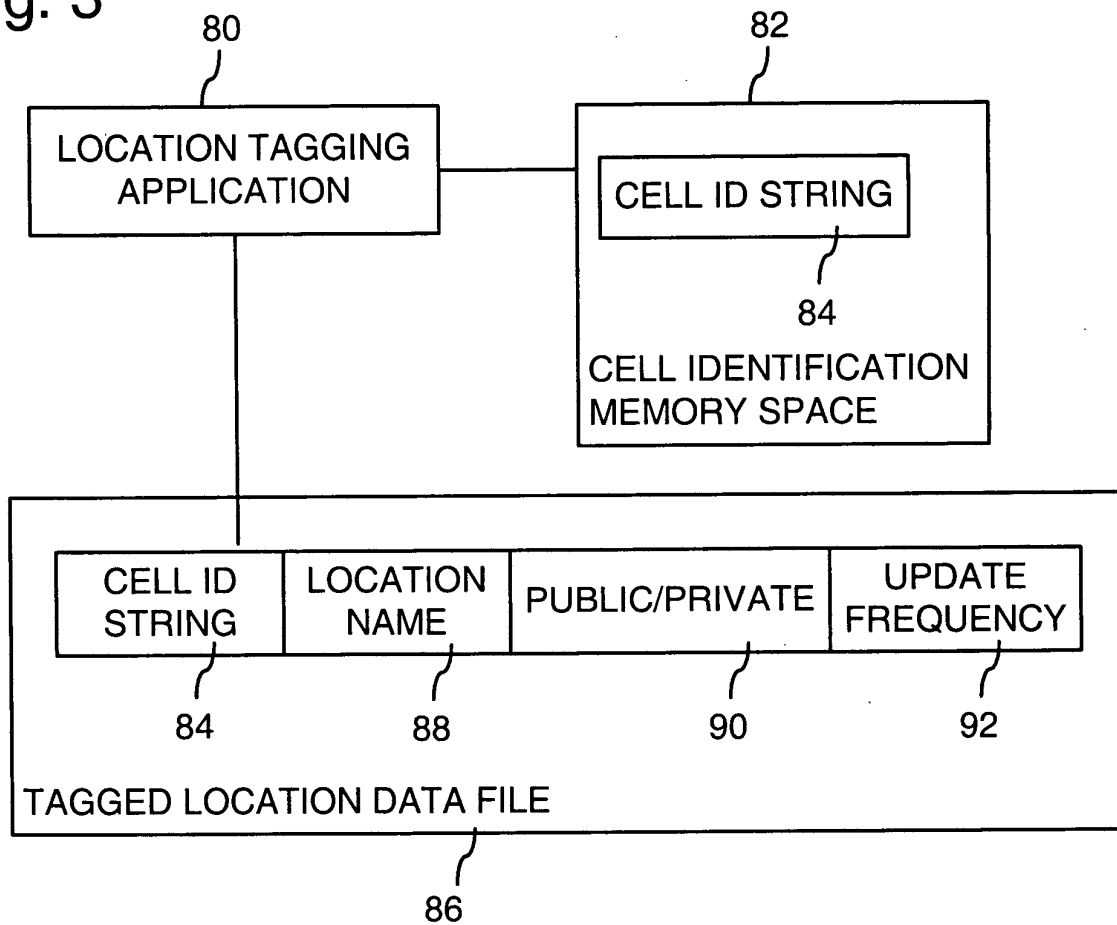 g. 3
80
82
LOCATION TAGGING
APPLICATION
CELL ID STRING
84
CELL IDENTIFICATION
MEMORY SPACE
CELL ID
STRING
LOCATION
NAME
PUBLIC/PRIVATE
UPDATE
FREQUENCY
84
88
90
92
TAGGED LOCATION DATA FILE
86